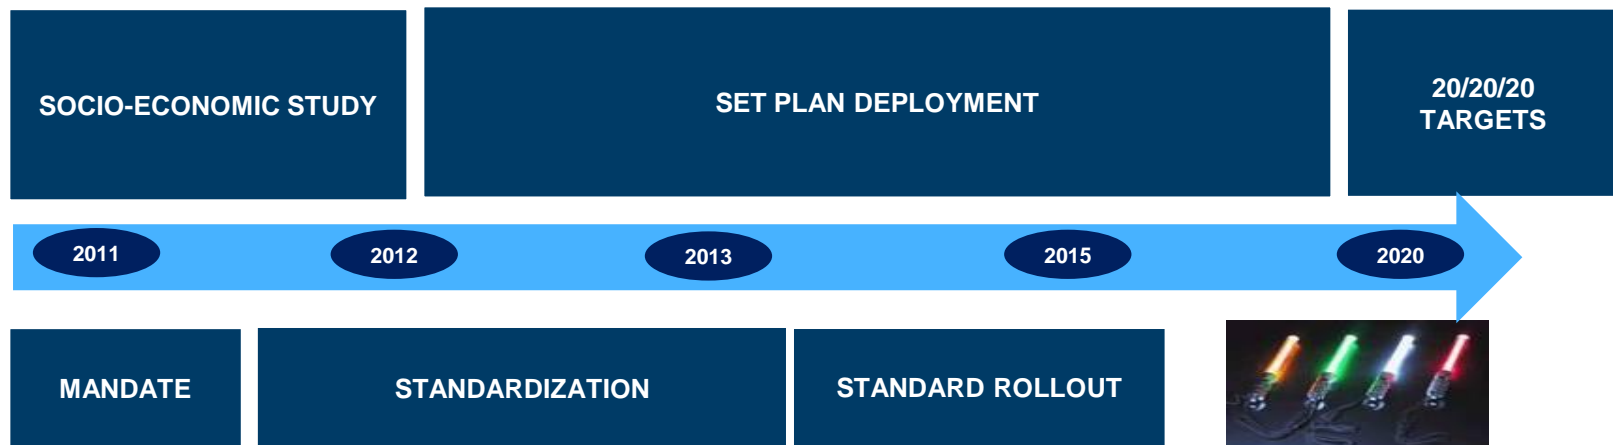 SOCIO-ECONOMIC STUDY
SET PLAN DEPLOYMENT
20/20/20
TARGETS
2011
2012
2013
2015
2020
MANDATE
STANDARDIZATION
STANDARD ROLLOUT